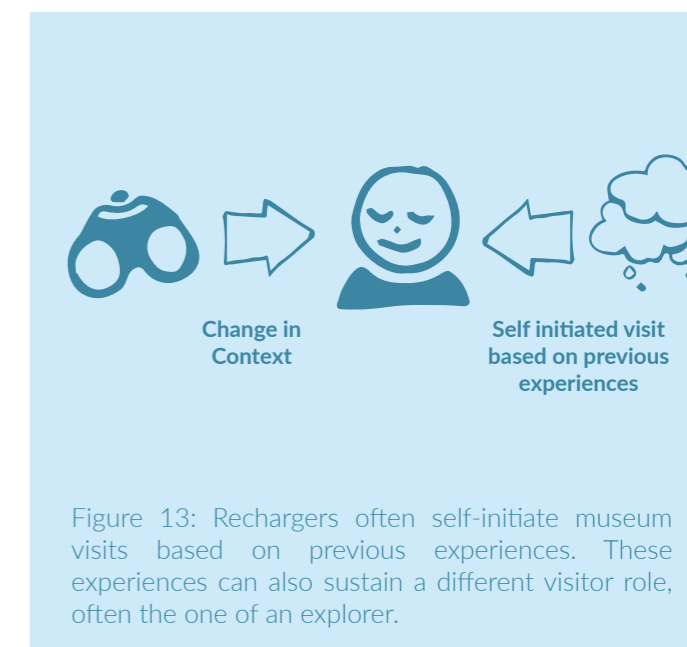 Change in
Context
Self initiated visit
based on previous
experiences
Figure 13: Rechargers often self-initiate museum
visits based on previous experiences. These
experiences can also sustain a different visitor role,
often the one of an explorer.